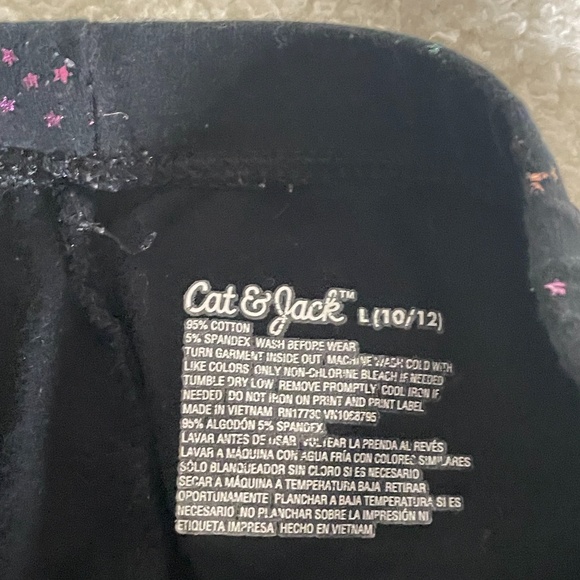 Cat & Jack™ L (10/12)
95% COTTON
5% SPANDEX WASH BEFORE WEAR
TURN GARMENT INSIDE OUT MACHINE WASH COLD WITH
LIKE COLORS ONLY NON-CHLORINE BLEACH IF NEEDED
TUMBLE DRY LOW REMOVE PROMPTLY COOL IRON IF
NEEDED DO NOT IRON ON PRINT AND PRINT LABEL
MADE IN VIETNAM RN17730 VN1068795
95% ALGODÓN 5% SPANDEX
LAVAR ANTES DE USAR VOLTEAR LA PRENDA AL REVÉS
LAVAR A MÁQUINA CON AGUA FRÍA CON COLORES SIMILARES
SÓLO BLANQUEADOR SIN CLORO SI ES NECESARIO
SECAR A MÁQUINA A TEMPERATURA BAJA RETIRAR
OPORTUNAMENTE PLANCHAR A BAJA TEMPERATURA SI ES
NECESARIO NO PLANCHAR SOBRE LA IMPRESIÓN NI
ETIQUETA IMPRESA HECHO EN VIETNAM